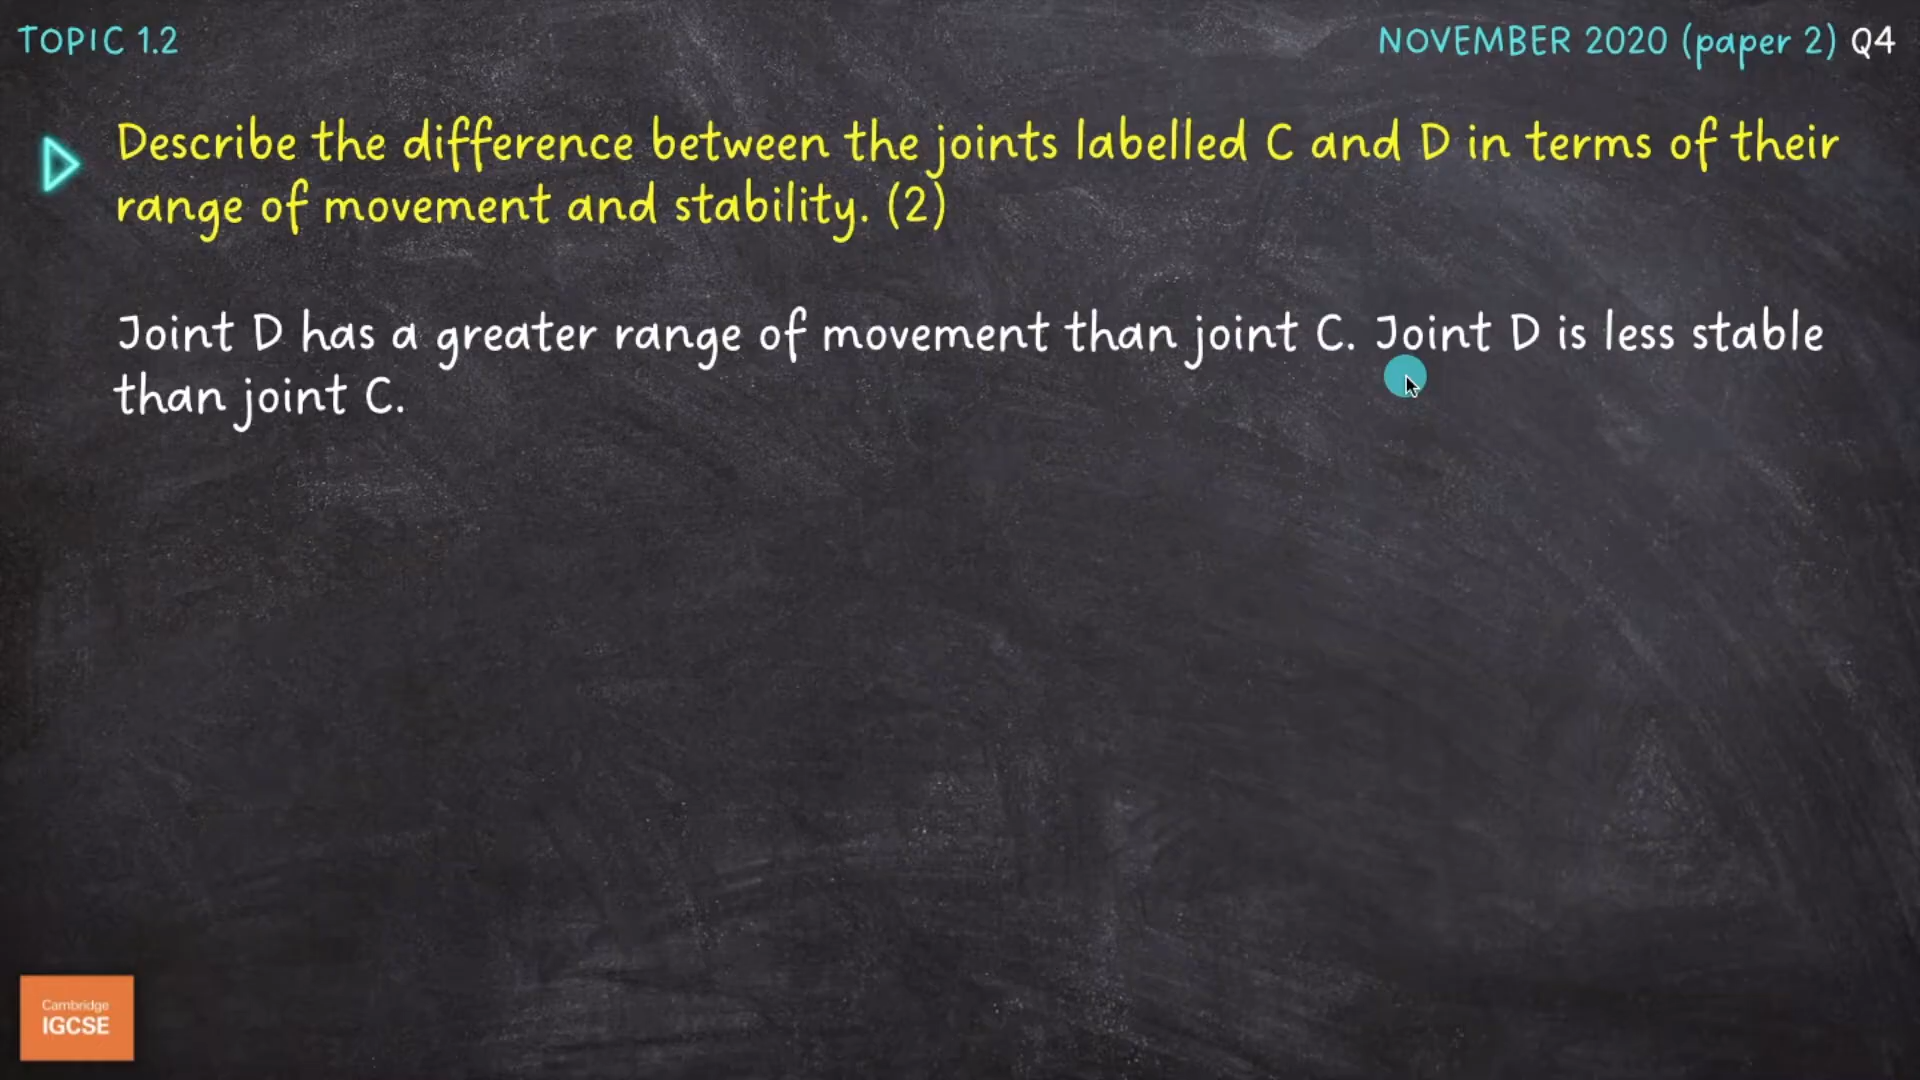 TOPIC 1.2
NOVEMBER 2020 (paper 2) Q4
Describe the difference between the joints labelled C and D in terms of their
range of movement and stability. (2)
Joint D has a greater range of movement than joint C. Joint D is less stable
than joint C.
Cambridge
IGCSE